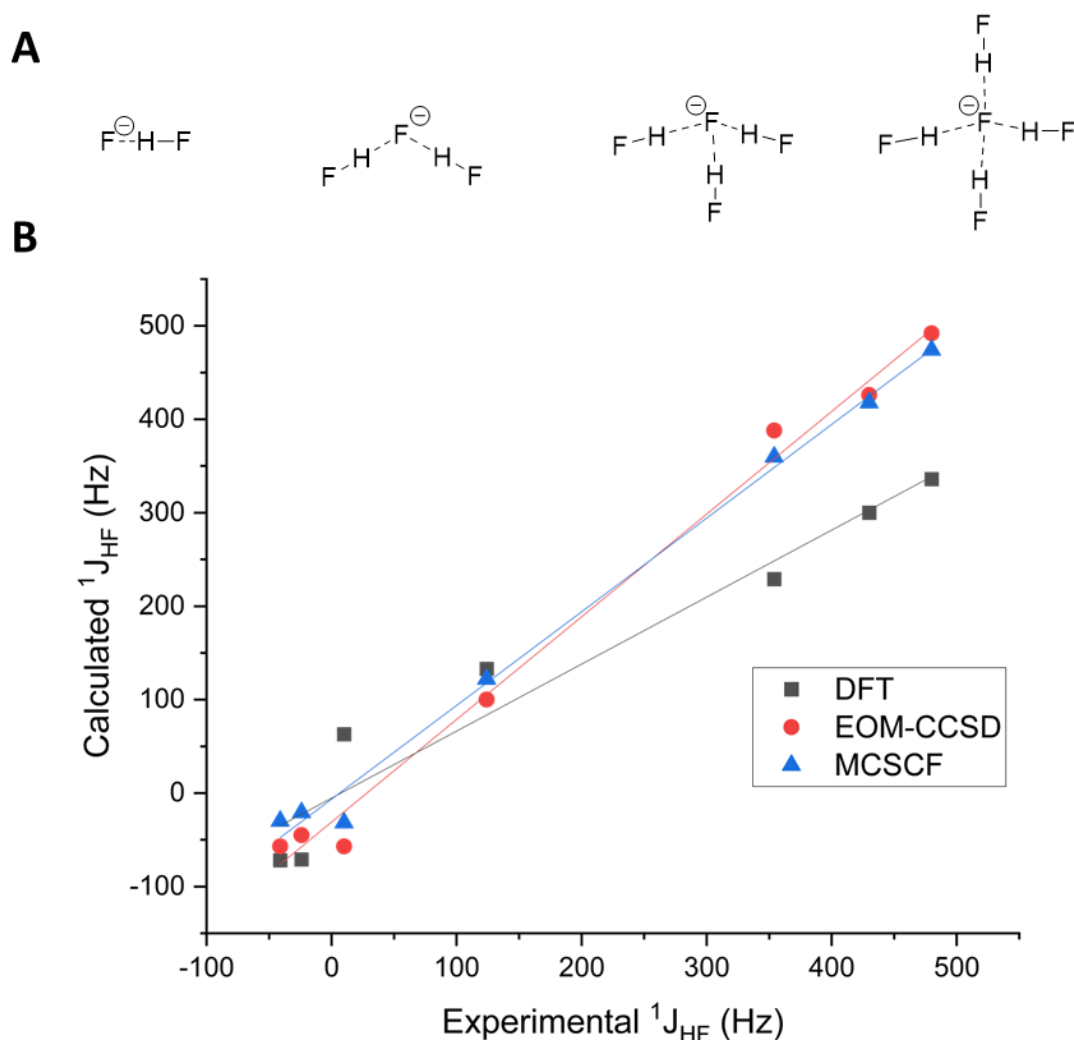 A
F⊖--H–F
F H F⊖ H F
F H F⊖ H F H F
F H F H F⊖ H F H F
B
Calculated ¹J_HF (Hz)
500
400
300
200
100
0
-100
DFT
EOM-CCSD
MCSCF
-100 0 100 200 300 400 500
Experimental ¹J_HF (Hz)